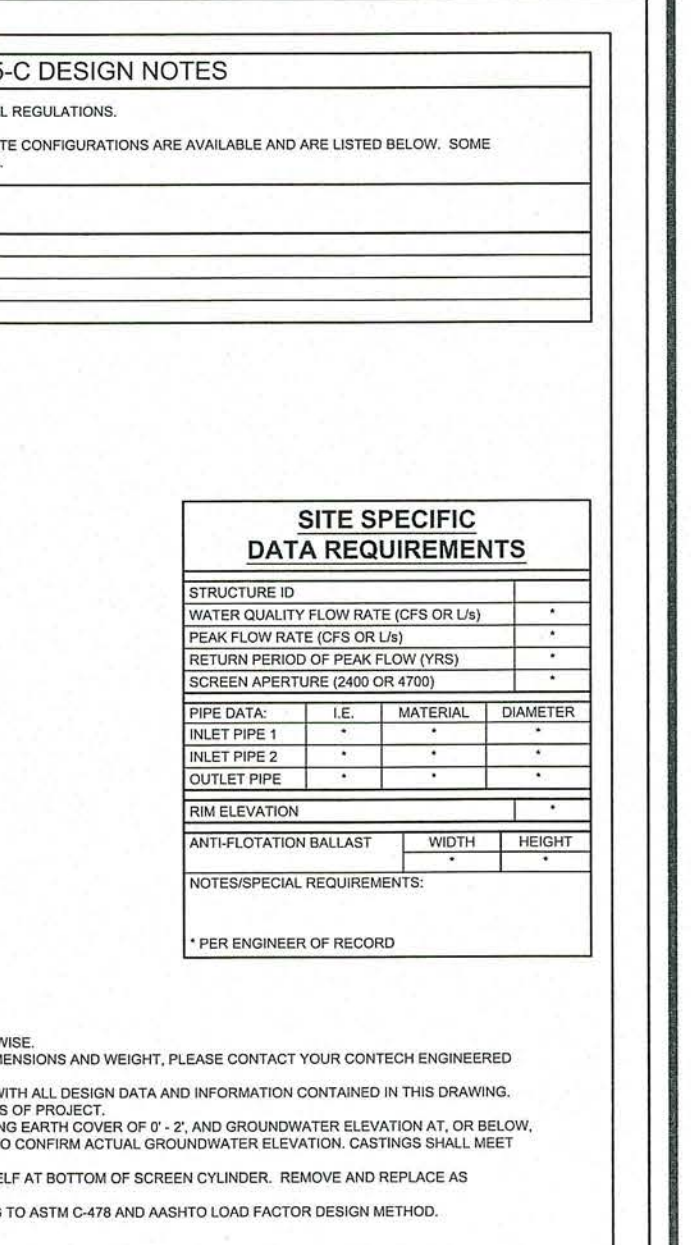 5-C DESIGN NOTES
L REGULATIONS.
TE CONFIGURATIONS ARE AVAILABLE AND ARE LISTED BELOW. SOME
.
SITE SPECIFIC
DATA REQUIREMENTS
STRUCTURE ID
WATER QUALITY FLOW RATE (CFS OR L/s) *
PEAK FLOW RATE (CFS OR L/s) *
RETURN PERIOD OF PEAK FLOW (YRS) *
SCREEN APERTURE (2400 OR 4700) *
PIPE DATA: I.E. MATERIAL DIAMETER
INLET PIPE 1 * * *
INLET PIPE 2 * * *
OUTLET PIPE * * *
RIM ELEVATION *
ANTI-FLOTATION BALLAST WIDTH HEIGHT
* *
NOTES/SPECIAL REQUIREMENTS:
* PER ENGINEER OF RECORD
WISE.
MENSIONS AND WEIGHT, PLEASE CONTACT YOUR CONTECH ENGINEERED
WITH ALL DESIGN DATA AND INFORMATION CONTAINED IN THIS DRAWING.
S OF PROJECT.
NG EARTH COVER OF 0' - 2', AND GROUNDWATER ELEVATION AT, OR BELOW,
O CONFIRM ACTUAL GROUNDWATER ELEVATION. CASTINGS SHALL MEET
ELF AT BOTTOM OF SCREEN CYLINDER. REMOVE AND REPLACE AS
G TO ASTM C-478 AND AASHTO LOAD FACTOR DESIGN METHOD.